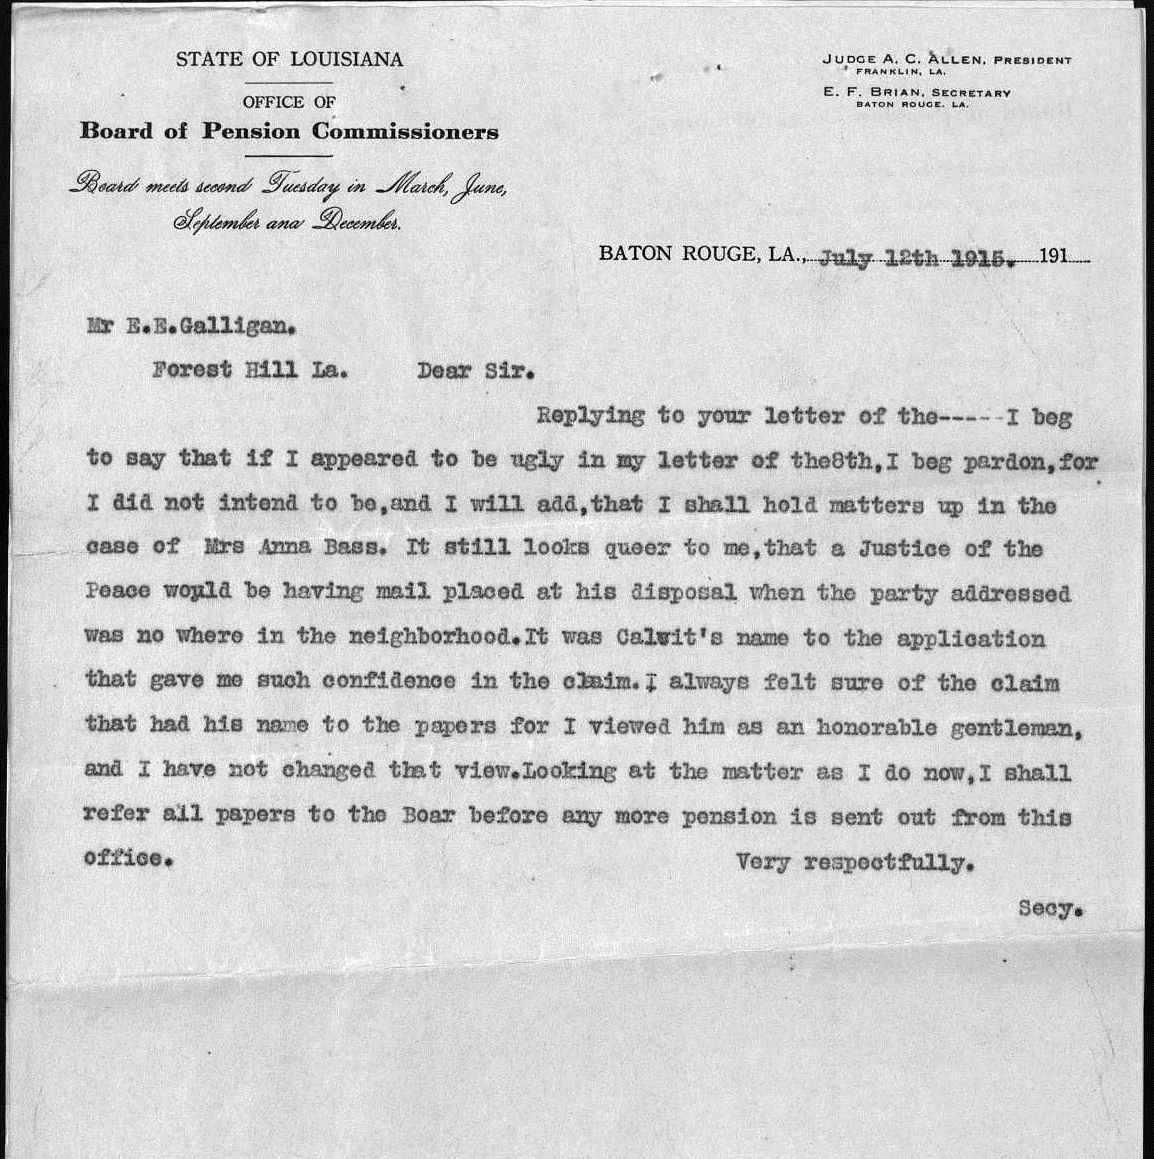 STATE OF LOUISIANA
OFFICE OF
Board of Pension Commissioners
Board meets second Tuesday in March, June,
September and December.
JUDGE A. C. ALLEN, PRESIDENT
FRANKLIN, LA.
E. F. BRIAN, SECRETARY
BATON ROUGE, LA.
BATON ROUGE, LA., July 12th 1915. 191
Mr E.E.Galligan.
Forest Hill La. Dear Sir.
Replying to your letter of the-----I beg
to say that if I appeared to be ugly in my letter of the8th,I beg pardon,for
I did not intend to be,and I will add,that I shall hold matters up in the
case of Mrs Anna Bass. It still looks queer to me,that a Justice of the
Peace would be having mail placed at his disposal when the party addressed
was no where in the neighborhood.It was Calvit's name to the application
that gave me such confidence in the claim.I always felt sure of the claim
that had his name to the papers for I viewed him as an honorable gentleman,
and I have not changed that view.Looking at the matter as I do now,I shall
refer all papers to the Boar before any more pension is sent out from this
office. Very respectfully.
Secy.